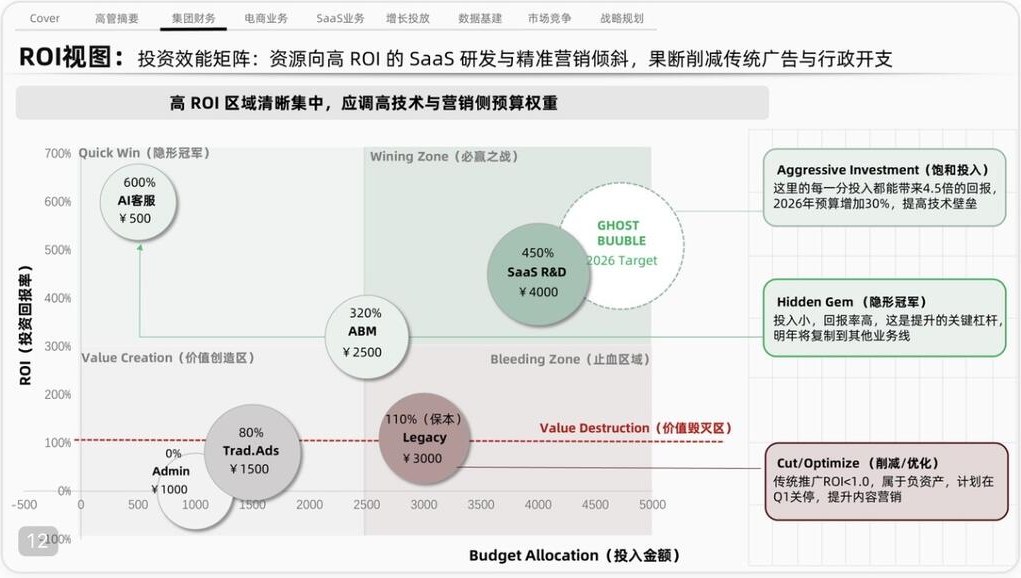 Cover 高管摘要 集团财务 电商业务 SaaS业务 增长投放 数据基建 市场竞争 战略规划
ROI视图：投资效能矩阵：资源向高 ROI 的 SaaS 研发与精准营销倾斜，果断削减传统广告与行政开支
高 ROI 区域清晰集中，应调高技术与营销侧预算权重
ROI（投资回报率）
700%
600%
500%
400%
300%
200%
100%
0%
100%
Quick Win（隐形冠军）
Wining Zone（必赢之战）
600%
AI客服
￥500
GHOST
BUUBLE
2026 Target
450%
SaaS R&D
￥4000
320%
ABM
￥2500
Value Creation（价值创造区）
Bleeding Zone（止血区域）
110%（保本）
Legacy
￥3000
Value Destruction（价值毁灭区）
80%
Trad.Ads
￥1500
0%
Admin
￥1000
-500 0 500 1000 1500 2000 2500 3000 3500 4000 4500 5000
Budget Allocation（投入金额）
Aggressive Investment（饱和投入）
这里的每一分投入都能带来4.5倍的回报，
2026年预算增加30%，提高技术壁垒
Hidden Gem （隐形冠军）
投入小，回报率高，这是提升的关键杠杆，
明年将复制到其他业务线
Cut/Optimize （削减/优化）
传统推广ROI<1.0，属于负资产，计划在
Q1关停，提升内容营销
12